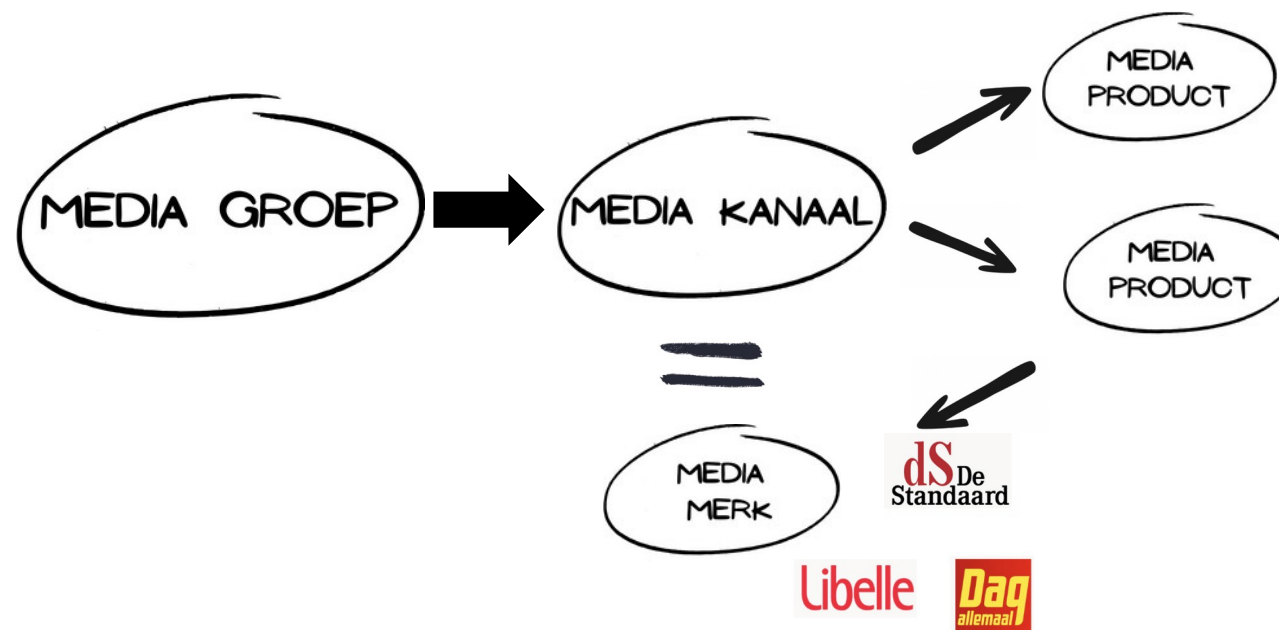 MEDIA GROEP
MEDIA KANAAL
MEDIA
PRODUCT
MEDIA
PRODUCT
MEDIA
MERK
dS De
Standaard
Libelle
Dag
allemaal